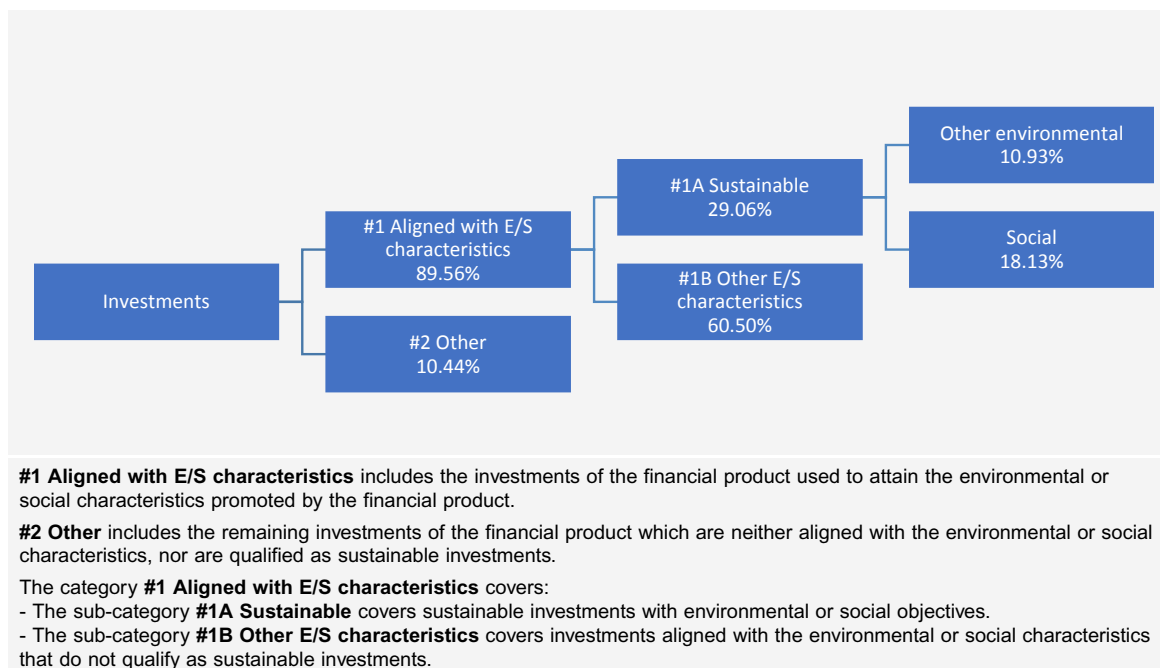 Investments
#1 Aligned with E/S
characteristics
89.56%
#2 Other
10.44%
#1A Sustainable
29.06%
#1B Other E/S
characteristics
60.50%
Other environmental
10.93%
Social
18.13%
#1 Aligned with E/S characteristics includes the investments of the financial product used to attain the environmental or
social characteristics promoted by the financial product.
#2 Other includes the remaining investments of the financial product which are neither aligned with the environmental or social
characteristics, nor are qualified as sustainable investments.
The category #1 Aligned with E/S characteristics covers:
- The sub-category #1A Sustainable covers sustainable investments with environmental or social objectives.
- The sub-category #1B Other E/S characteristics covers investments aligned with the environmental or social characteristics
that do not qualify as sustainable investments.